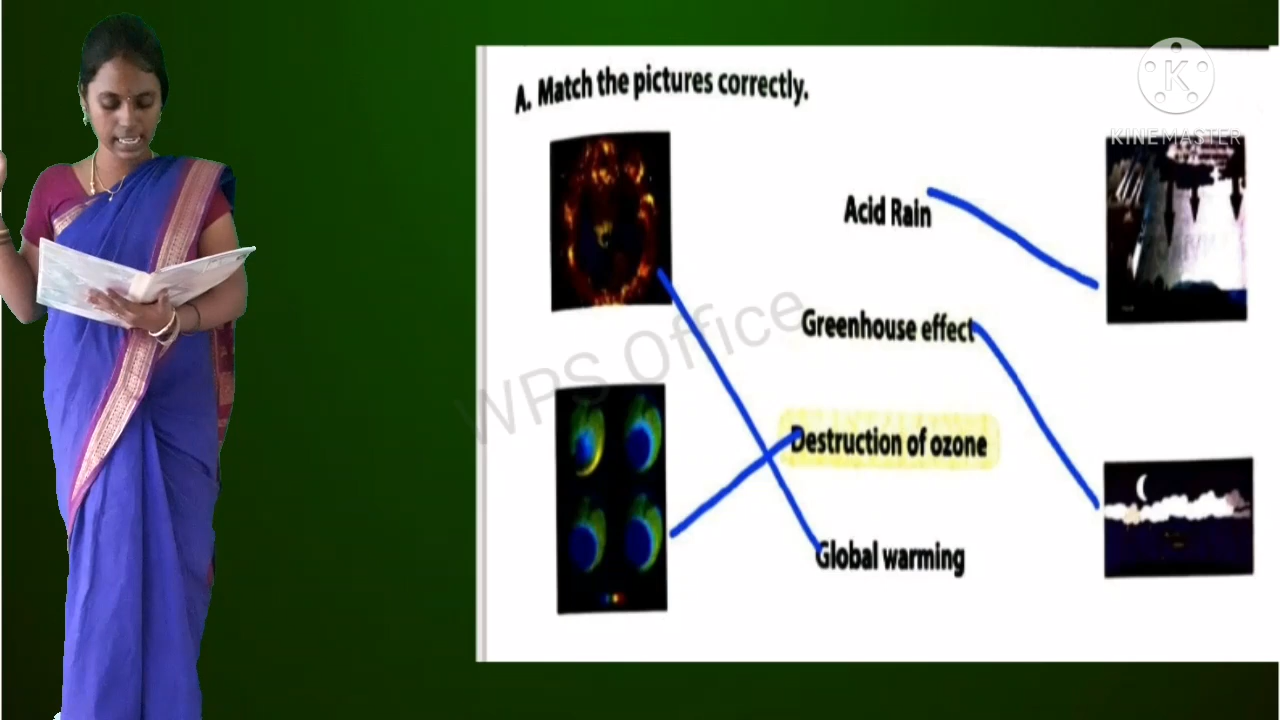 A. Match the pictures correctly.
KINEMASTER
Acid Rain
Greenhouse effect
Destruction of ozone
Global warming
WPS Office